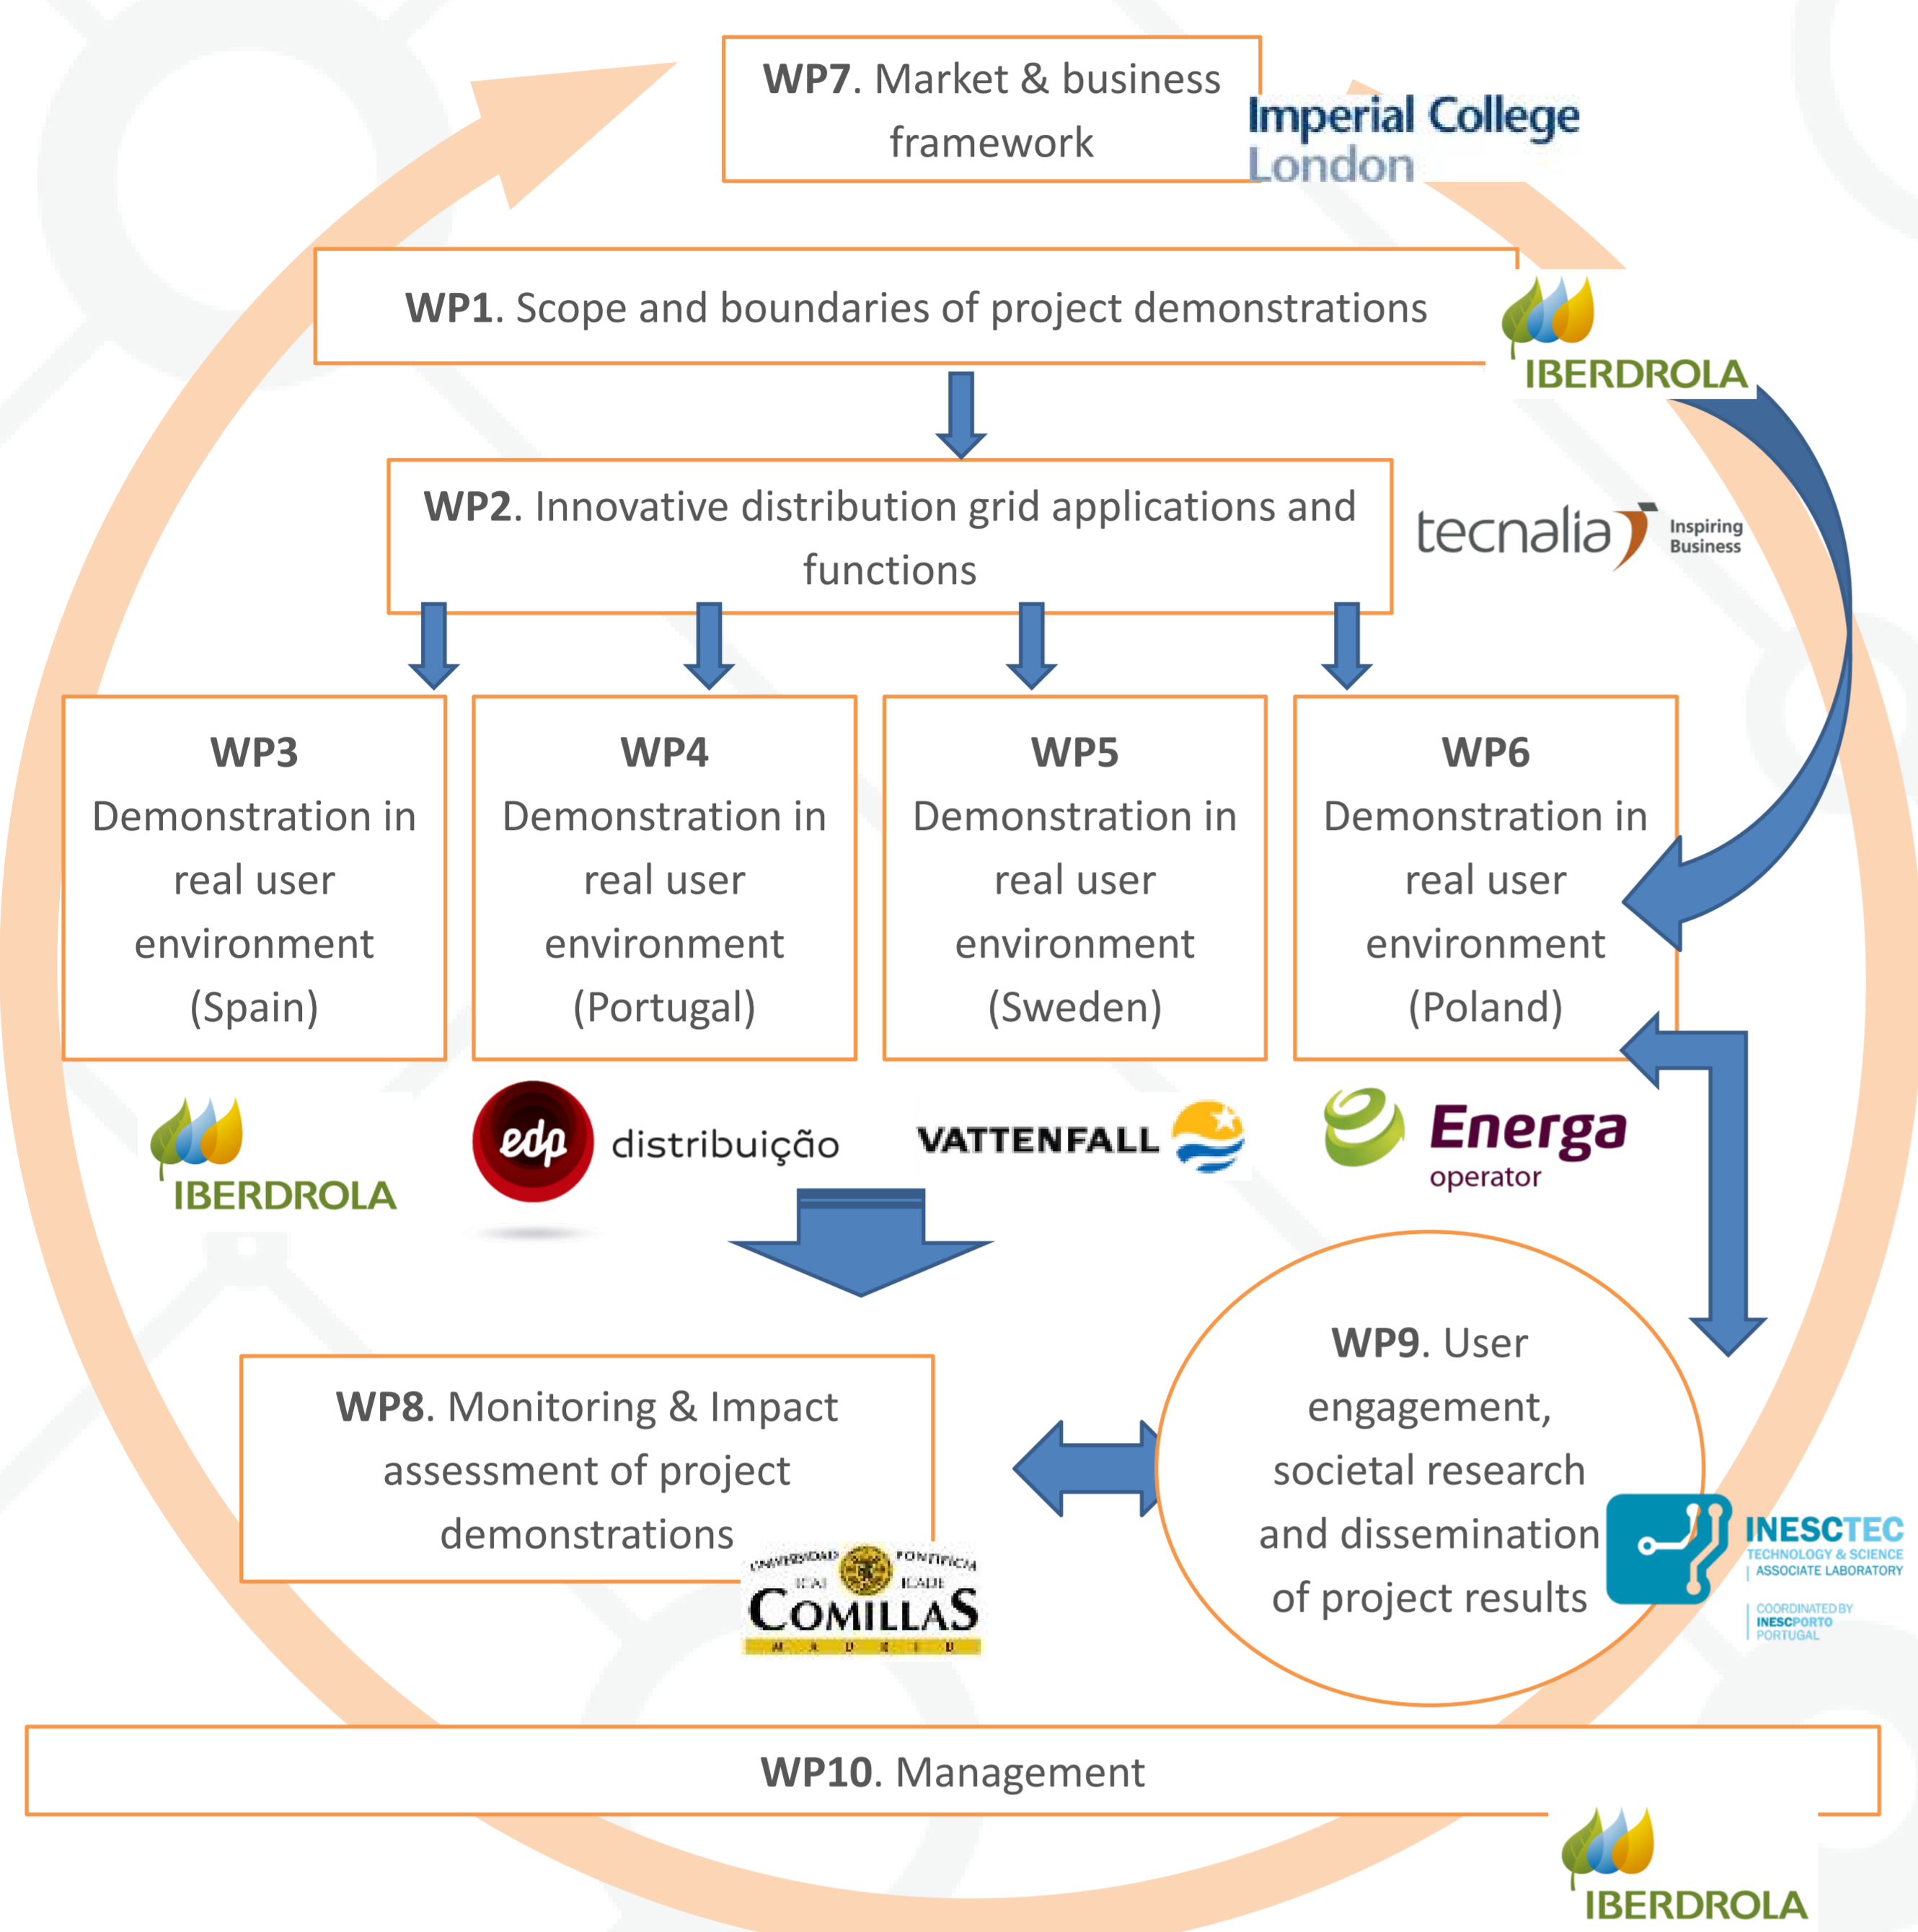 WP7. Market & business
framework
Imperial College
London
WP1. Scope and boundaries of project demonstrations
IBERDROLA
WP2. Innovative distribution grid applications and
functions
tecnalia
Inspiring
Business
WP3
Demonstration in
real user
environment
(Spain)
WP4
Demonstration in
real user
environment
(Portugal)
WP5
Demonstration in
real user
environment
(Sweden)
WP6
Demonstration in
real user
environment
(Poland)
IBERDROLA
edp distribuição
VATTENFALL
Energa
operator
WP8. Monitoring & Impact
assessment of project
demonstrations
UNIVERSIDAD PONTIFICIA
ICAI ICADE
COMILLAS
MADRID
WP9. User
engagement,
societal research
and dissemination
of project results
INESCTEC
TECHNOLOGY & SCIENCE
ASSOCIATE LABORATORY
COORDINATED BY
INESCPORTO
PORTUGAL
WP10. Management
IBERDROLA